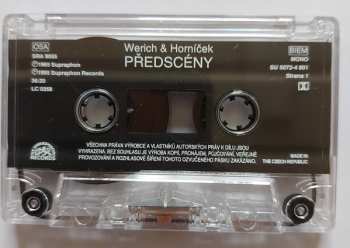 OSA
Werich & Horníček
BIEM
PŘEDSCÉNY
MONO
℗1995 Supraphon
©1995 Supraphon Records
Strana 1
LC 0358
RECORDS
VŠECHNA PRÁVA VÝROBCE A VLASTNÍKŮ AUTORSKÝCH PRÁV K DÍLU JSOU
VYHRAZENA. BEZ SOUHLASU JE VÝROBA KOPIÍ, PRONÁJEM, PŮJČOVÁNÍ, VEŘEJNÉ
PROVOZOVÁNÍ A ROZHLASOVÉ ŠÍŘENÍ TOHOTO OZVUČENÉHO PÁSKU ZAKÁZÁNO.
MADE IN
THE CZECH REPUBLIC